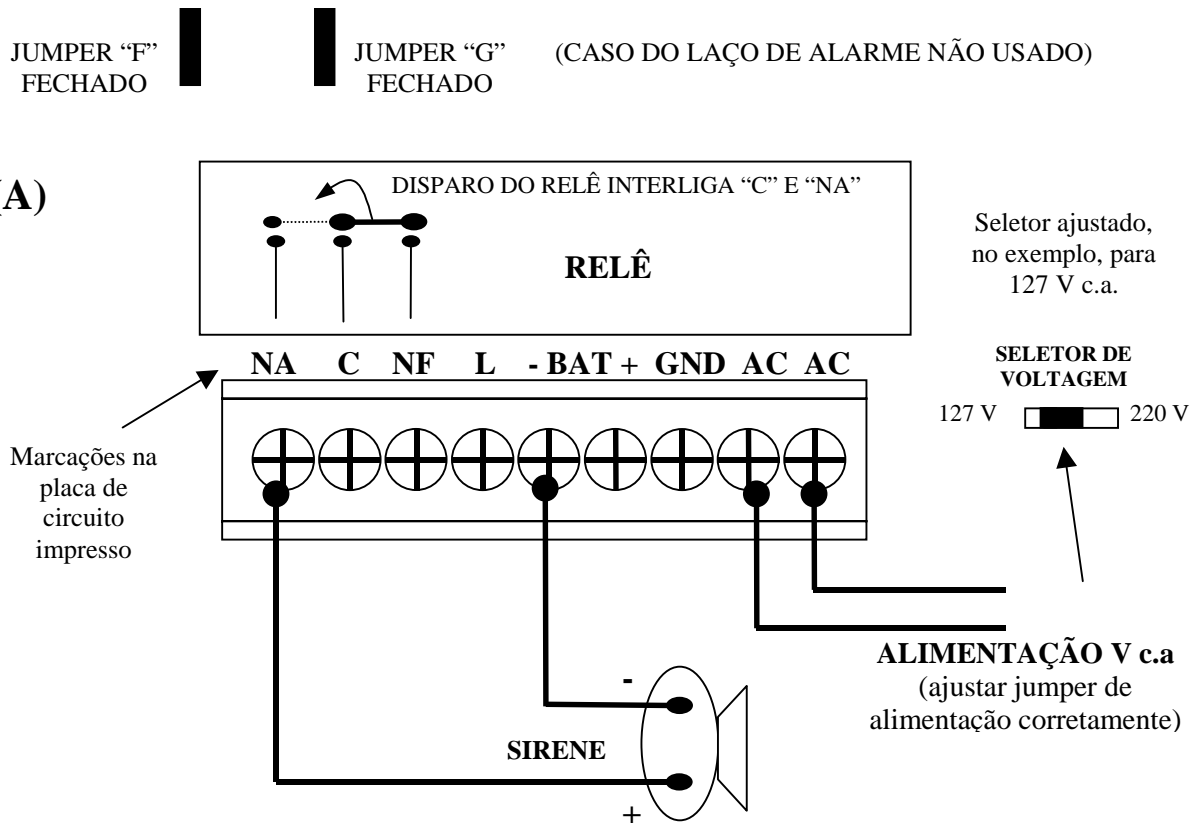 JUMPER “F”
FECHADO
JUMPER “G”
FECHADO
(CASO DO LAÇO DE ALARME NÃO USADO)
(A)
DISPARO DO RELÊ INTERLIGA “C” E “NA”
RELÊ
Seletor ajustado,
no exemplo, para
127 V c.a.
NA C NF L - BAT + GND AC AC
SELETOR DE
VOLTAGEM
127 V 220 V
Marcações na
placa de
circuito
impresso
ALIMENTAÇÃO V c.a
(ajustar jumper de
alimentação corretamente)
-
SIRENE
+